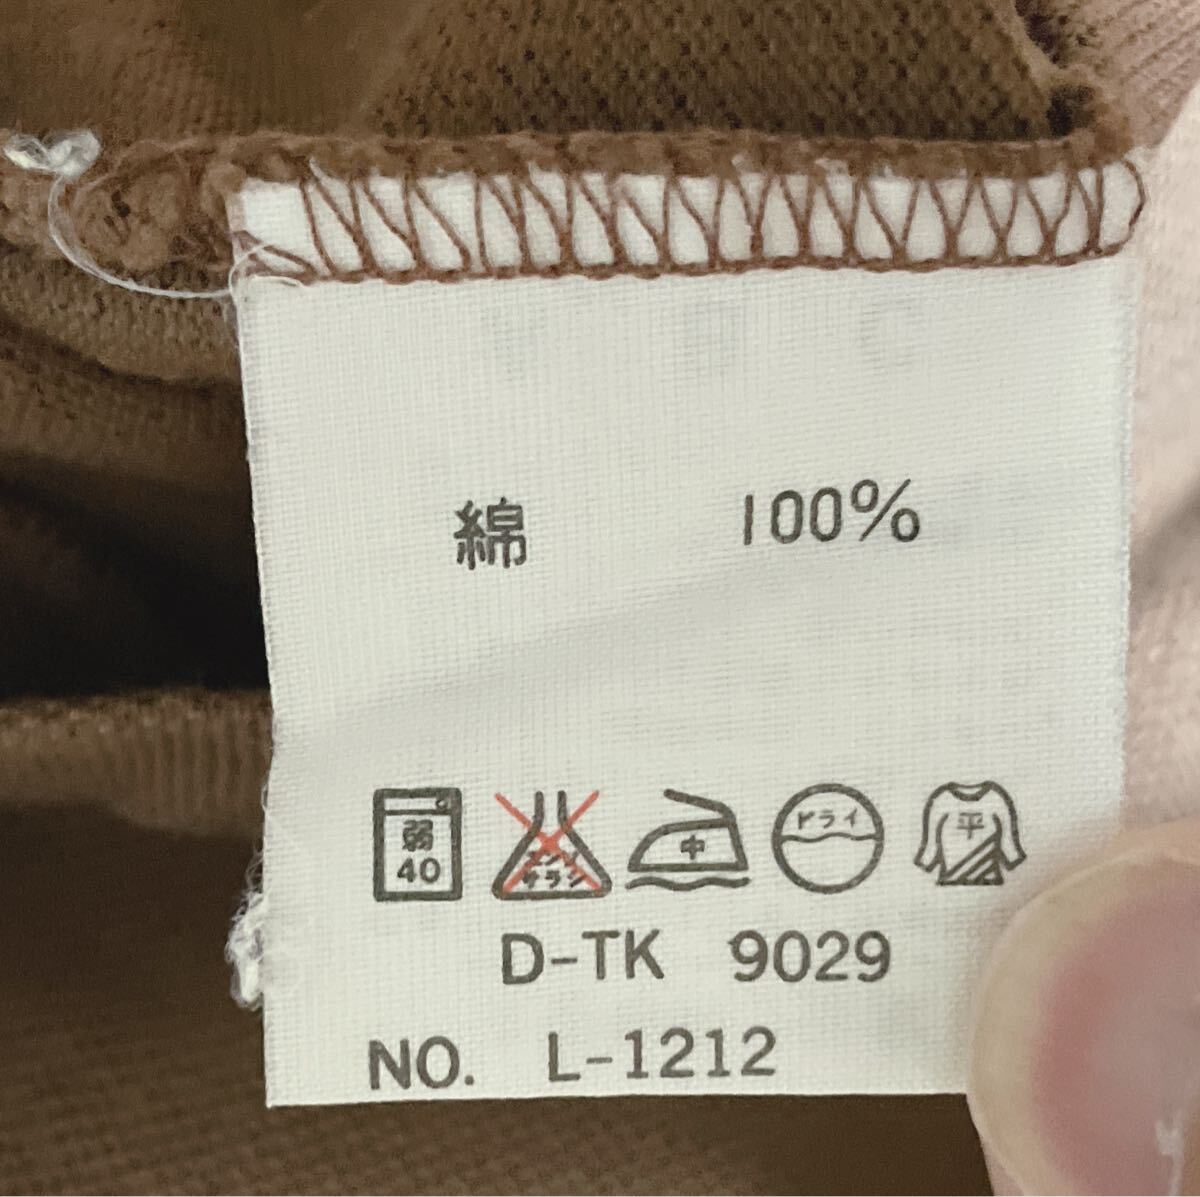 綿 100%
弱 40 エンソ サラシ 中 ドライ 平
D-TK 9029
NO. L-1212